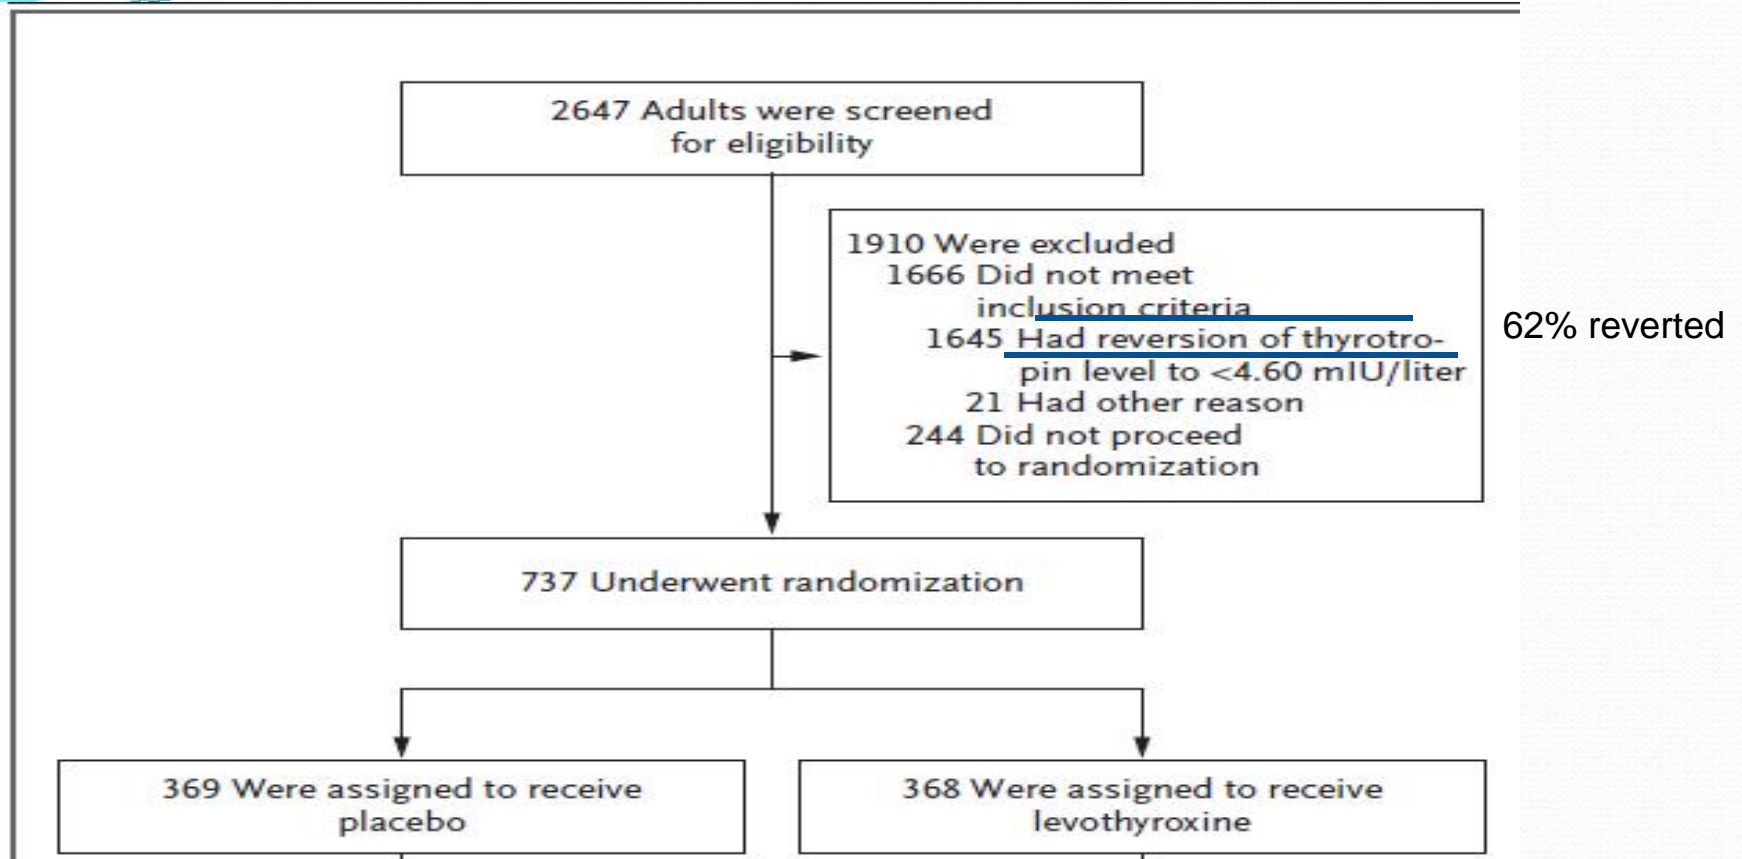 2647 Adults were screened
for eligibility
1910 Were excluded
1666 Did not meet
inclusion criteria
1645 Had reversion of thyrotro-
pin level to <4.60 mIU/liter
21 Had other reason
244 Did not proceed
to randomization
62% reverted
737 Underwent randomization
369 Were assigned to receive
placebo
368 Were assigned to receive
levothyroxine